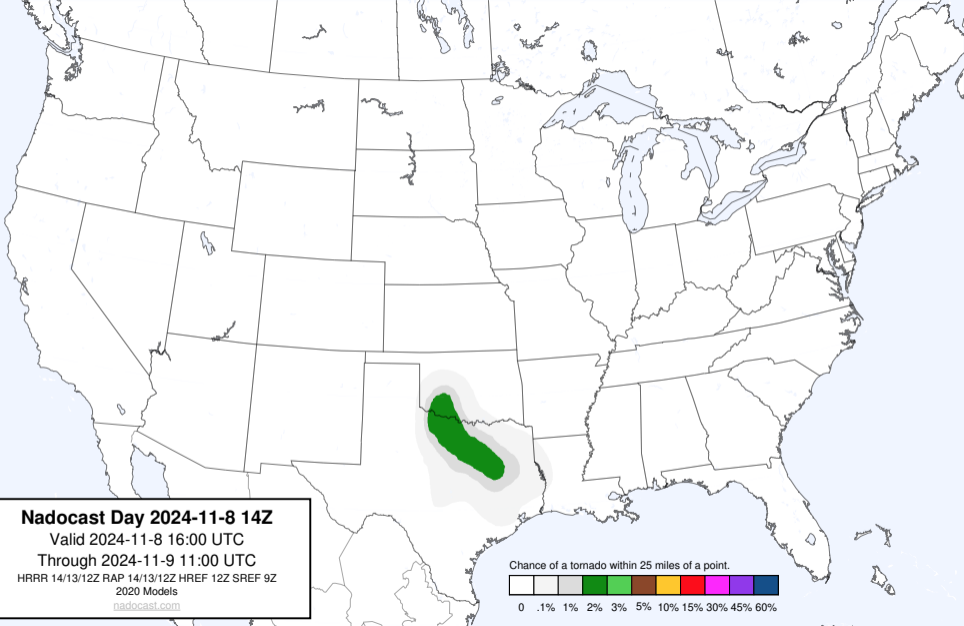 Nadocast Day 2024-11-8 14Z
Valid 2024-11-8 16:00 UTC
Through 2024-11-9 11:00 UTC
HRRR 14/13/12Z RAP 14/13/12Z HREF 12Z SREF 9Z
2020 Models
nadocast.com
Chance of a tornado within 25 miles of a point.
0 .1% 1% 2% 3% 5% 10% 15% 30% 45% 60%